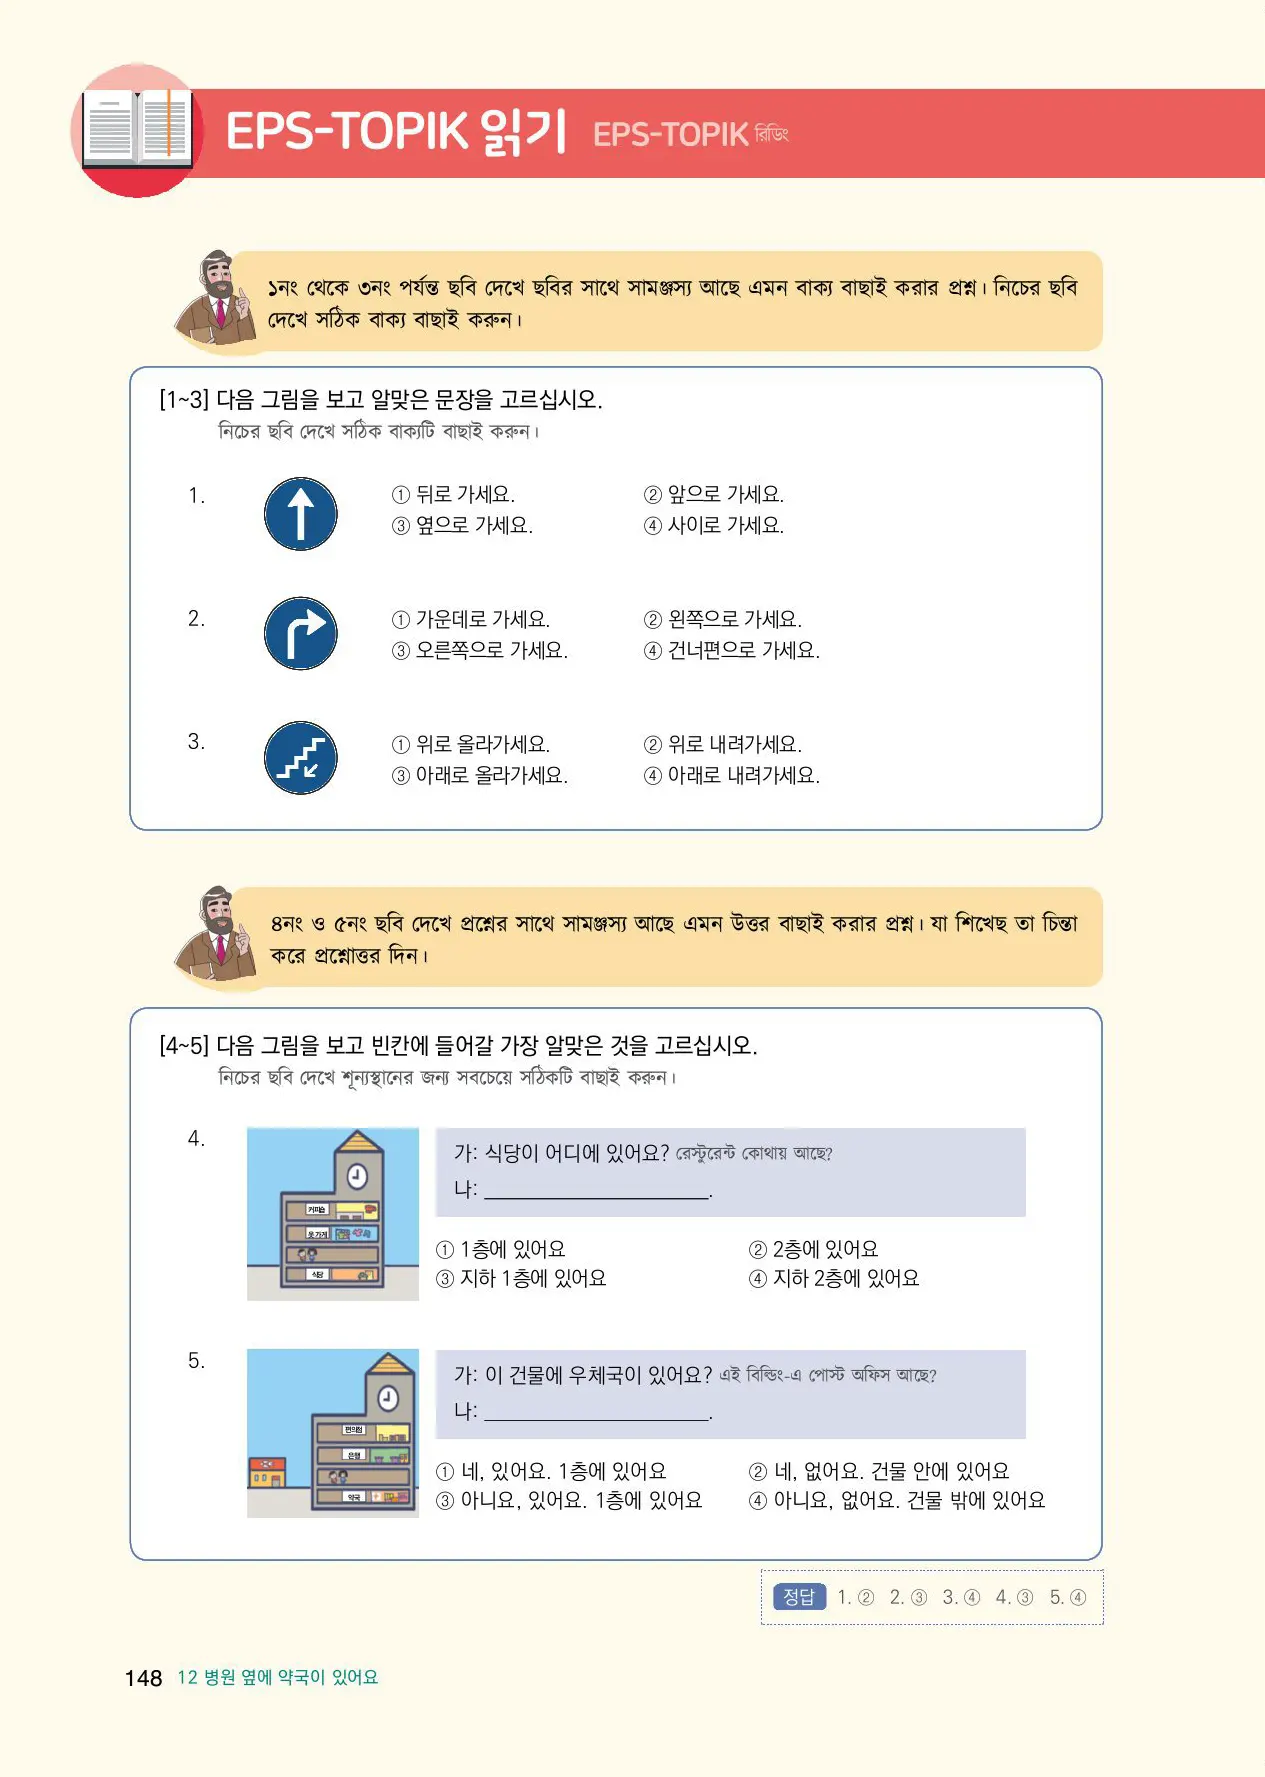 EPS-TOPIK 읽기 EPS-TOPIK রিডিং
১নং থেকে ৩নং পর্যন্ত ছবি দেখে ছবির সাথে সামঞ্জস্য আছে এমন বাক্য বাছাই করার প্রশ্ন। নিচের ছবি
দেখে সঠিক বাক্য বাছাই করুন।
[1~3] 다음 그림을 보고 알맞은 문장을 고르십시오.
নিচের ছবি দেখে সঠিক বাক্যটি বাছাই করুন।
1.
① 뒤로 가세요. ② 앞으로 가세요.
③ 옆으로 가세요. ④ 사이로 가세요.
2.
① 가운데로 가세요. ② 왼쪽으로 가세요.
③ 오른쪽으로 가세요. ④ 건너편으로 가세요.
3.
① 위로 올라가세요. ② 위로 내려가세요.
③ 아래로 올라가세요. ④ 아래로 내려가세요.
৪নং ও ৫নং ছবি দেখে প্রশ্নের সাথে সামঞ্জস্য আছে এমন উত্তর বাছাই করার প্রশ্ন। যা শিখেছ তা চিন্তা
করে প্রশ্নোত্তর দিন।
[4~5] 다음 그림을 보고 빈칸에 들어갈 가장 알맞은 것을 고르십시오.
নিচের ছবি দেখে শূন্যস্থানের জন্য সবচেয়ে সঠিকটি বাছাই করুন।
4.
커피숍
옷 가게
식당
가: 식당이 어디에 있어요? রেস্টুরেন্ট কোথায় আছে?
나: ____________________.
① 1층에 있어요 ② 2층에 있어요
③ 지하 1층에 있어요 ④ 지하 2층에 있어요
5.
편의점
은행
약국
가: 이 건물에 우체국이 있어요? এই বিল্ডিং-এ পোস্ট অফিস আছে?
나: ____________________.
① 네, 있어요. 1층에 있어요 ② 네, 없어요. 건물 안에 있어요
③ 아니요, 있어요. 1층에 있어요 ④ 아니요, 없어요. 건물 밖에 있어요
정답 1. ② 2. ③ 3. ④ 4. ③ 5. ④
148 12 병원 옆에 약국이 있어요